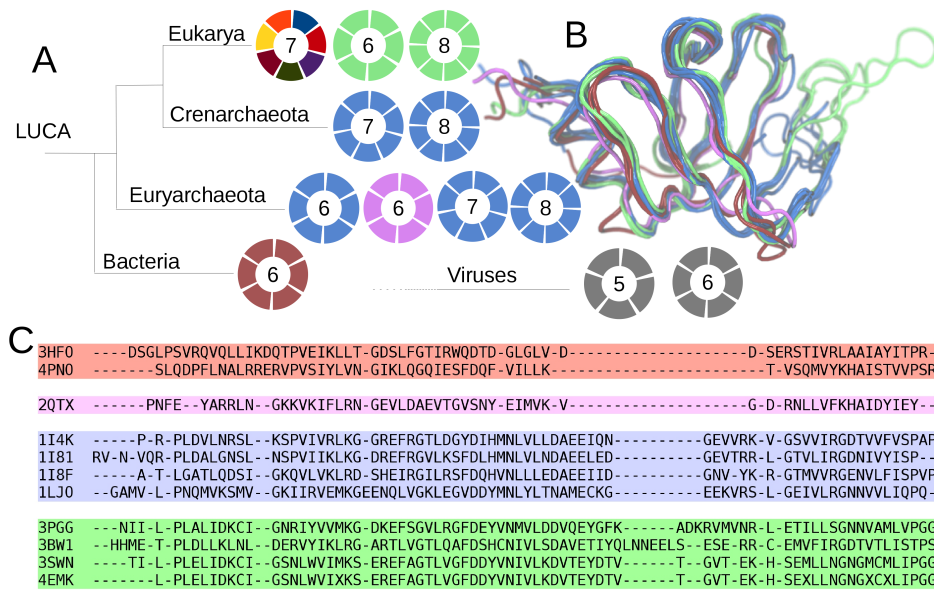 A
B
Eukarya 7 6 8
Crenarchaeota 7 8
LUCA
Euryarchaeota 6 6 7 8
Bacteria 6
Viruses 5 6
C
3HFO ----DSGLPSVRQVQLLIKDQTPVEIKLLT-GDSLFGTIRWQDTD-GLGLV-D---------------------D-SERSTIVRLAAIAYITPR-
4PNO -------SLQDPFLNALRRERVPVSIYLVN-GIKLQGQIESFDQF-VILLK-------------------------T-VSQMVYKHAISTVVPSR
2QTX ------PNFE--YARRLN--GKKVKIFLRN-GEVLDAEVTGVSNY-EIMVK-V---------------------G-D-RNLLVFKHAIDYIEY--
1I4K -----P-R-PLDVLNRSL--KSPVIVRLKG-GREFRGTLDGYDIHMNLVLLDAEEIQN----------GEVVRK-V-GSVVIRGDTVVFVSPAP
1I81 RV-N-VQR-PLDALGNSL--NSPVIIKLKG-DREFRGVLKSFDLHMNLVLNDAEELED----------GEVTRR-L-GTVLIRGDNIVYISP--
1I8F -----A-T-LGATLQDSI--GKQVLVKLRD-SHEIRGILRSFDQHVNLLLEDAEEIID----------GNV-YK-R-GTMVVRGENVLFISPVP
1LJO --GAMV-L-PNQMVKSMV--GKIIRVEMKGEENQLVGKLEGVDDYMNLYLTNAMECKG----------EEKVRS-L-GEIVLRGNNVVLIQPQ-
3PGG ---NII-L-PLALIDKCI--GNRIYVVMKG-DKEFSGVLRGFDEYVNMVLDDVQEYGFK------ADKRVMVNR-L-ETILLSGNNVAMLVPGG
3BW1 --HHME-T-PLDLLKLNL--DERVYIKLRG-ARTLVGTLQAFDSHCNIVLSDAVETIYQLNNEELS--ESE-RR-C-EMVFIRGDTVTLISTPS
3SWN ----TI-L-PLELIDKCI--GSNLWVIMKS-EREFAGTLVGFDDYVNIVLKDVTEYDTV------T--GVT-EK-H-SEMLLNGNGMCMLIPGG
4EMK -------L-PLELIDKCI--GSNLWVIXKS-EREFAGTLVGFDDYVNIVLKDVTEYDTV------T--GVT-EK-H-SEXLLNGNGXCXLIPGG